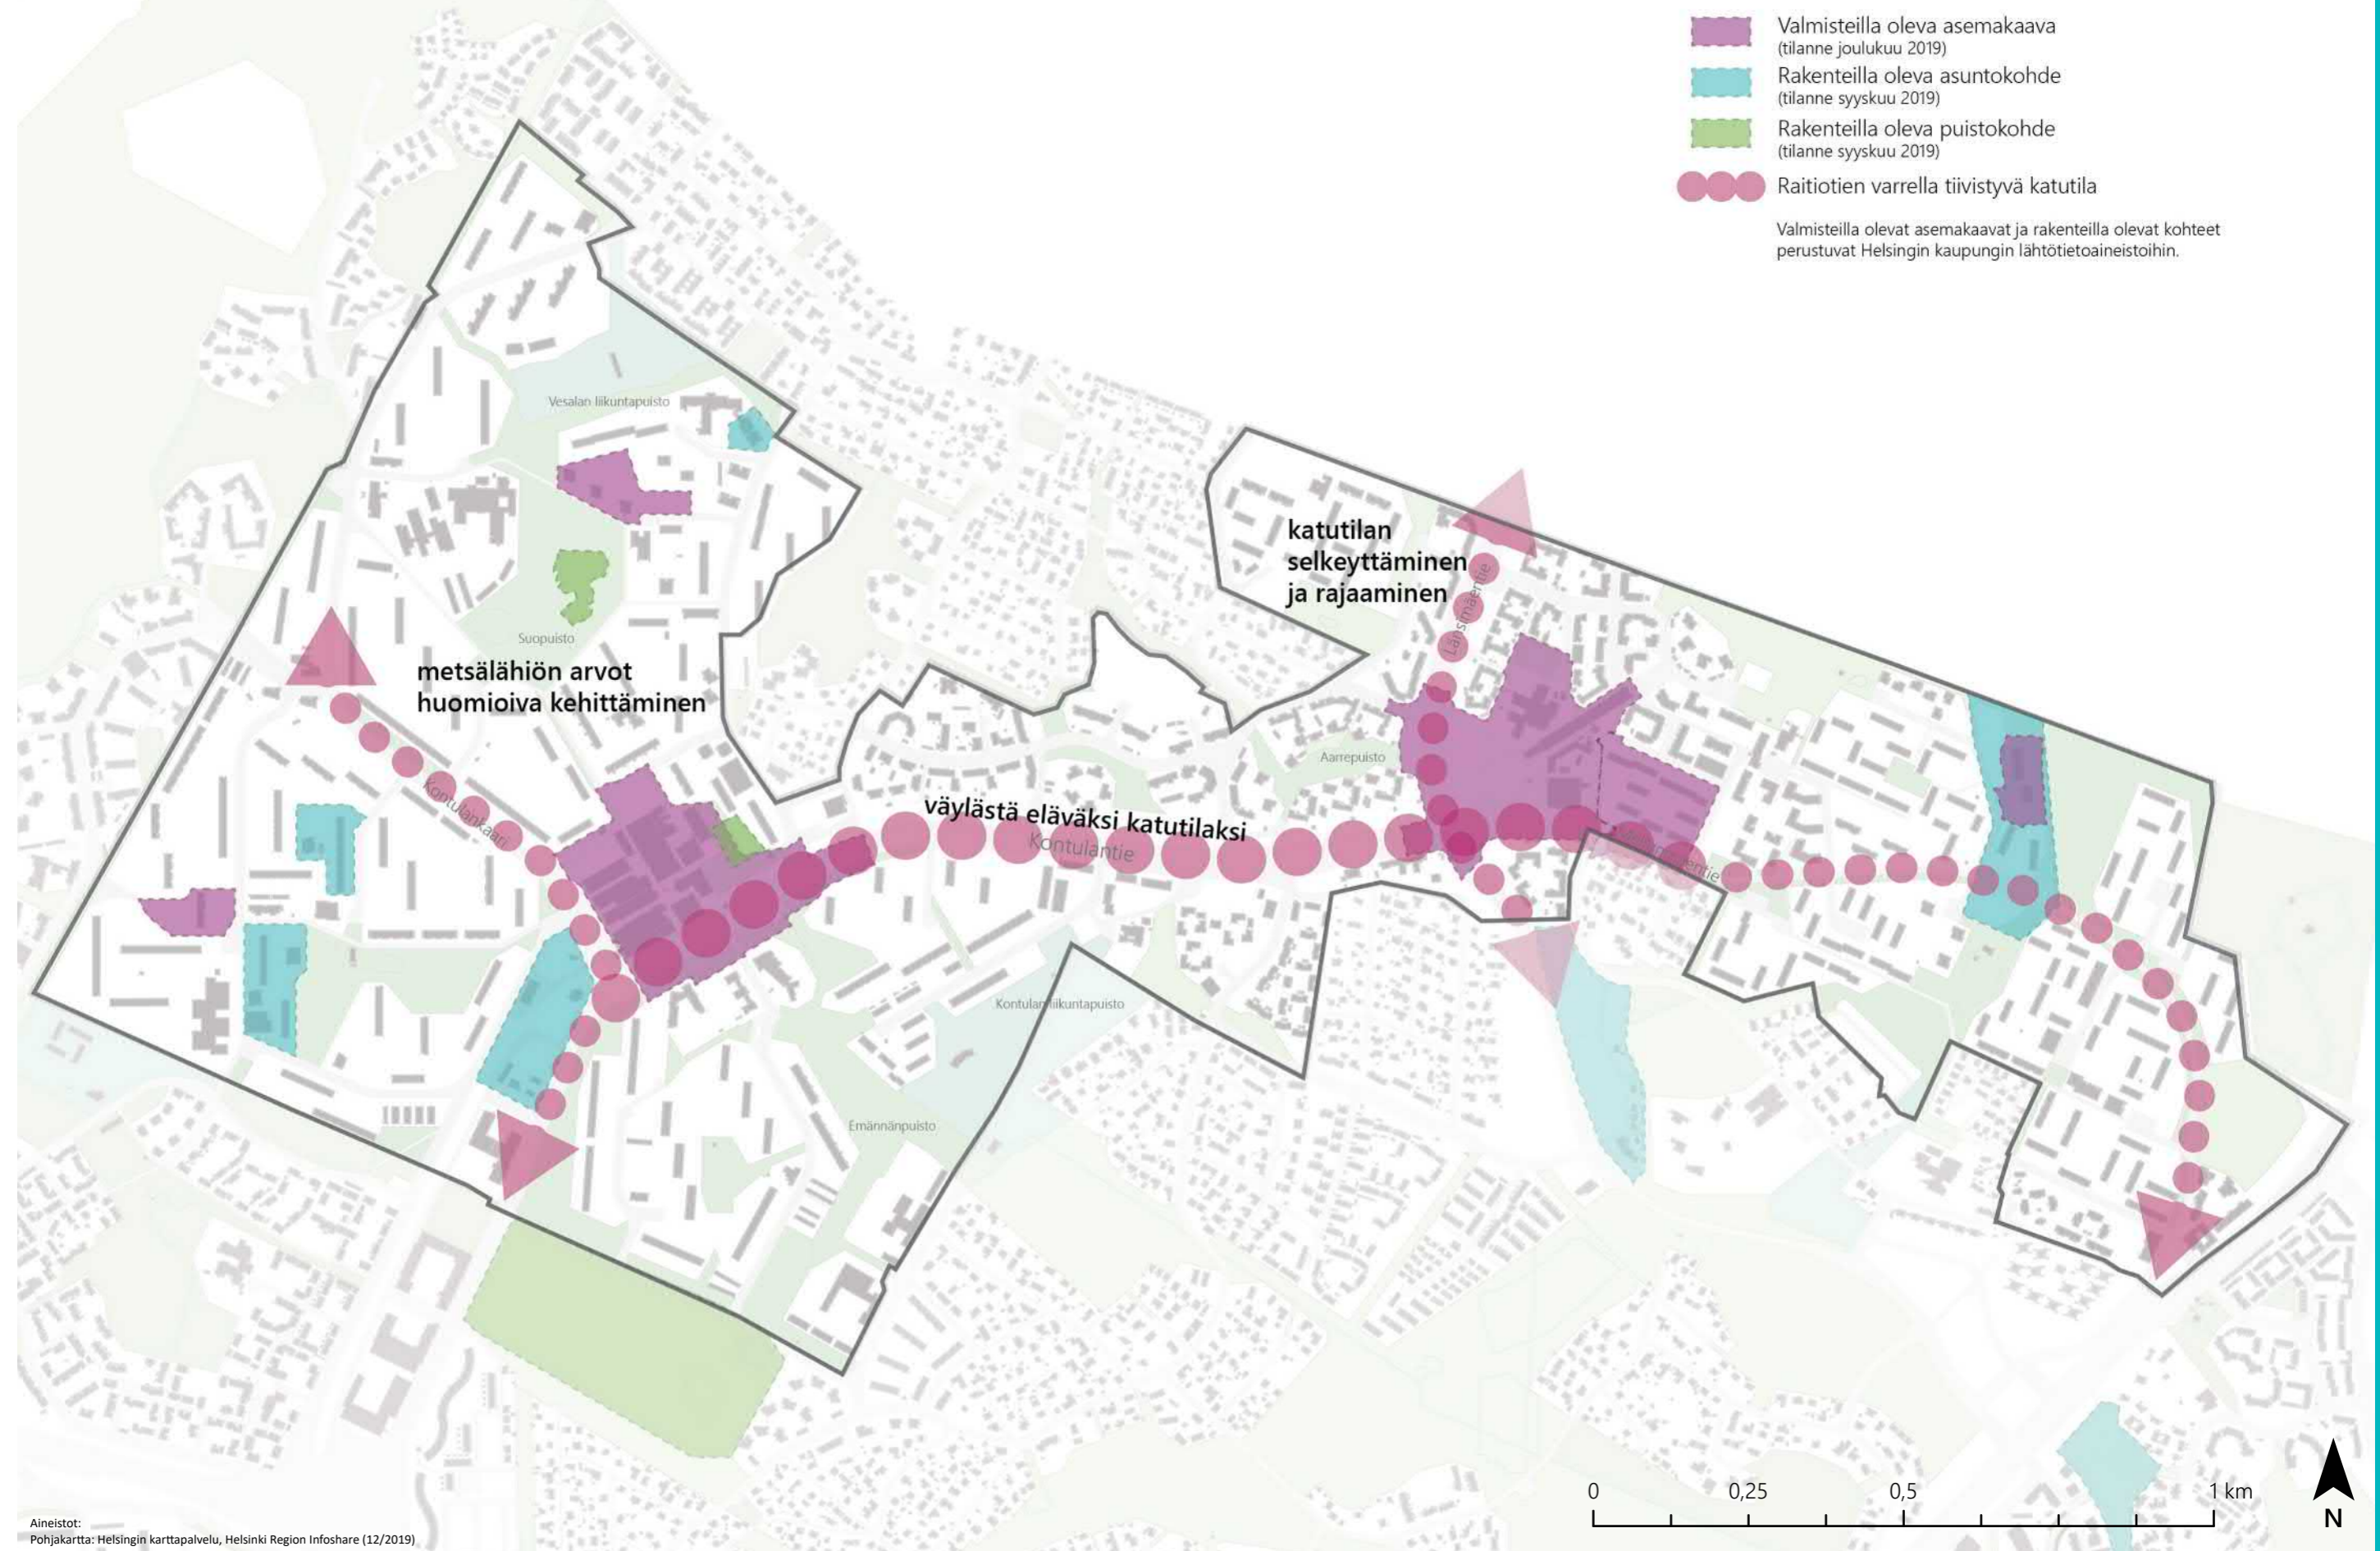 Valmisteilla oleva asemakaava
(tilanne joulukuu 2019)
Rakenteilla oleva asuntokohde
(tilanne syyskuu 2019)
Rakenteilla oleva puistokohde
(tilanne syyskuu 2019)
Raitiotien varrella tiivistyvä katutila
Valmisteilla olevat asemakaavat ja rakenteilla olevat kohteet
perustuvat Helsingin kaupungin lähtötietoaineistoihin.
Vesalan liikuntapuisto
katutilan
selkeyttäminen
ja rajaaminen
Länsimäentie
Suopuisto
metsälähiön arvot
huomioiva kehittäminen
Aarrepuisto
Kontulankaari
väylästä eläväksi katutilaksi
Kontulantie
Kontulan liikuntapuisto
Emännänpuisto
0
0,25
0,5
1 km
N
Aineistot:
Pohjakartta: Helsingin karttapalvelu, Helsinki Region Infoshare (12/2019)